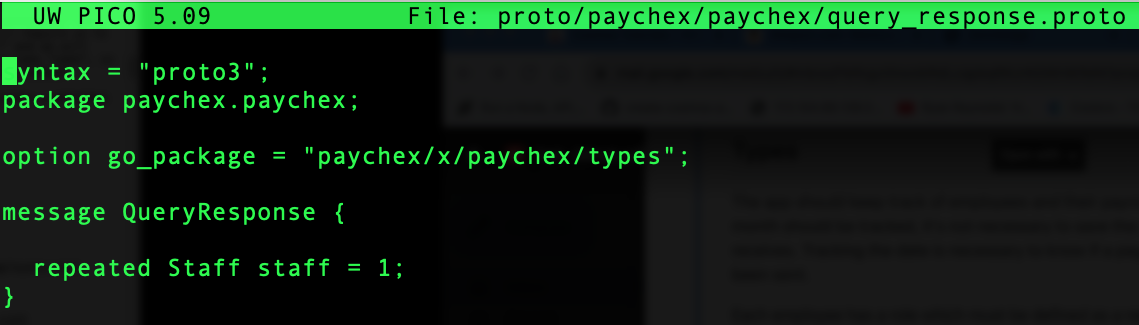 UW PICO 5.09 File: proto/paychex/paychex/query_response.proto
syntax = "proto3";
package paychex.paychex;
option go_package = "paychex/x/paychex/types";
message QueryResponse {
repeated Staff staff = 1;
}